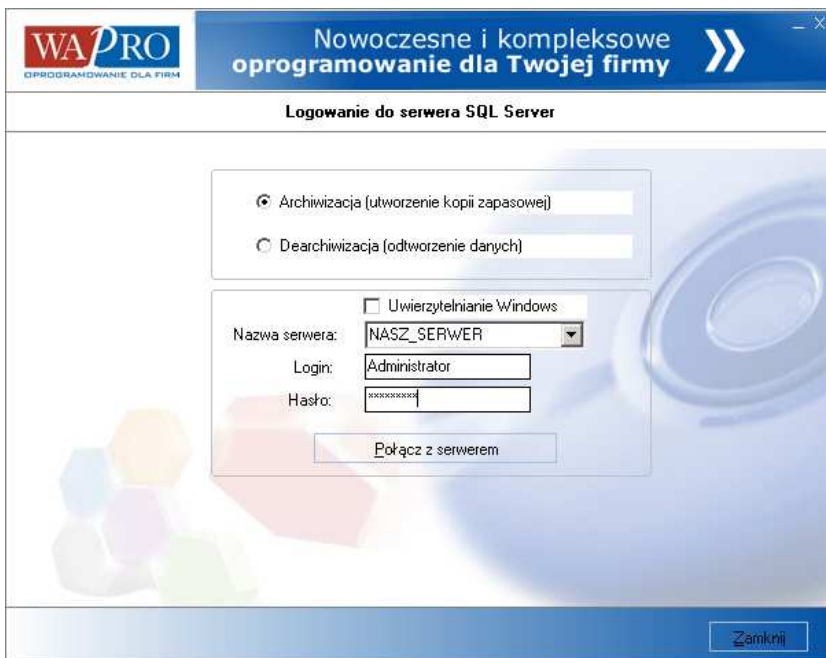 WAPRO
OPROGRAMOWANIE DLA FIRM
Nowoczesne i kompleksowe
oprogramowanie dla Twojej firmy
Logowanie do serwera SQL Server
Archiwizacja (utworzenie kopii zapasowej)
Dearchiwizacja (odtworzenie danych)
Uwierzytelnianie Windows
Nazwa serwera: NASZ_SERWER
Login: Administrator
Hasło: xxxxxxxxx
Połącz z serwerem
Zamknij